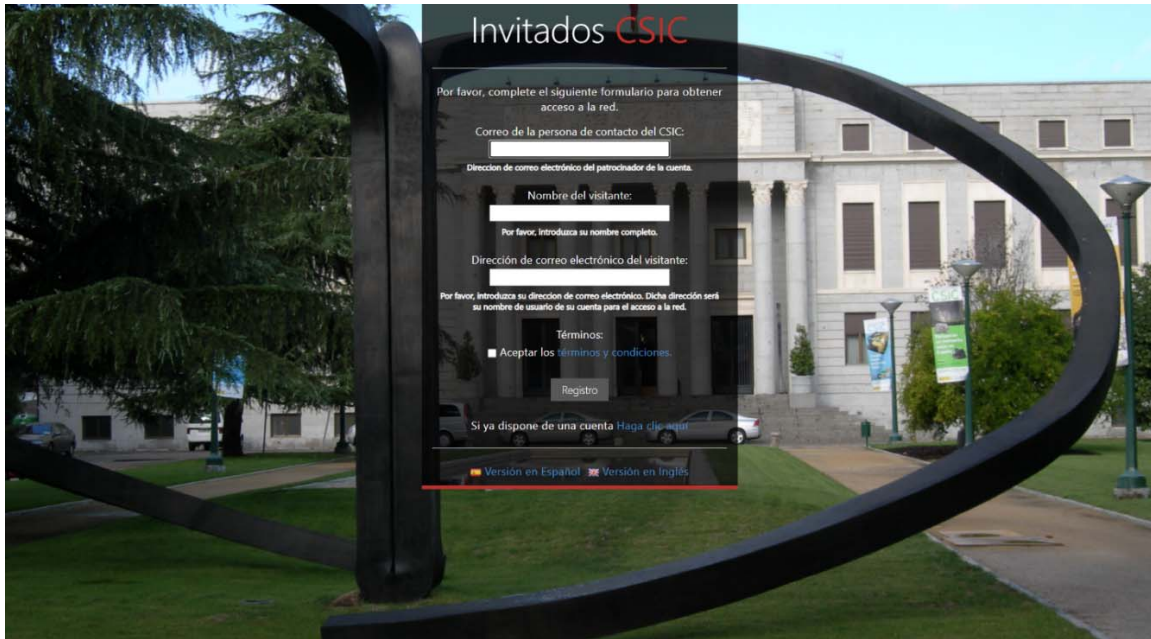 Invitados CSIC
Por favor, complete el siguiente formulario para obtener
acceso a la red.
Correo de la persona de contacto del CSIC:
Direccion de correo electrónico del patrocinador de la cuenta.
Nombre del visitante:
Por favor, introduzca su nombre completo.
Dirección de correo electrónico del visitante:
Por favor, introduzca su direccion de correo electrónico. Dicha dirección será
su nombre de usuario de su cuenta para el acceso a la red.
Términos:
Aceptar los términos y condiciones.
Registro
Si ya dispone de una cuenta Haga clic aquí
Versión en Español Versión en Inglés